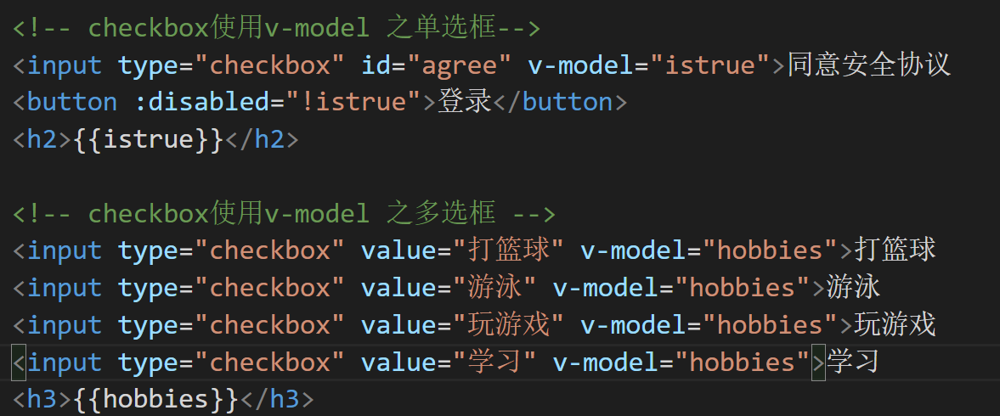 <!-- checkbox使用v-model 之单选框-->
<input type="checkbox" id="agree" v-model="istrue">同意安全协议
<button :disabled="!istrue">登录</button>
<h2>{{istrue}}</h2>
<!-- checkbox使用v-model 之多选框 -->
<input type="checkbox" value="打篮球" v-model="hobbies">打篮球
<input type="checkbox" value="游泳" v-model="hobbies">游泳
<input type="checkbox" value="玩游戏" v-model="hobbies">玩游戏
<input type="checkbox" value="学习" v-model="hobbies">学习
<h3>{{hobbies}}</h3>